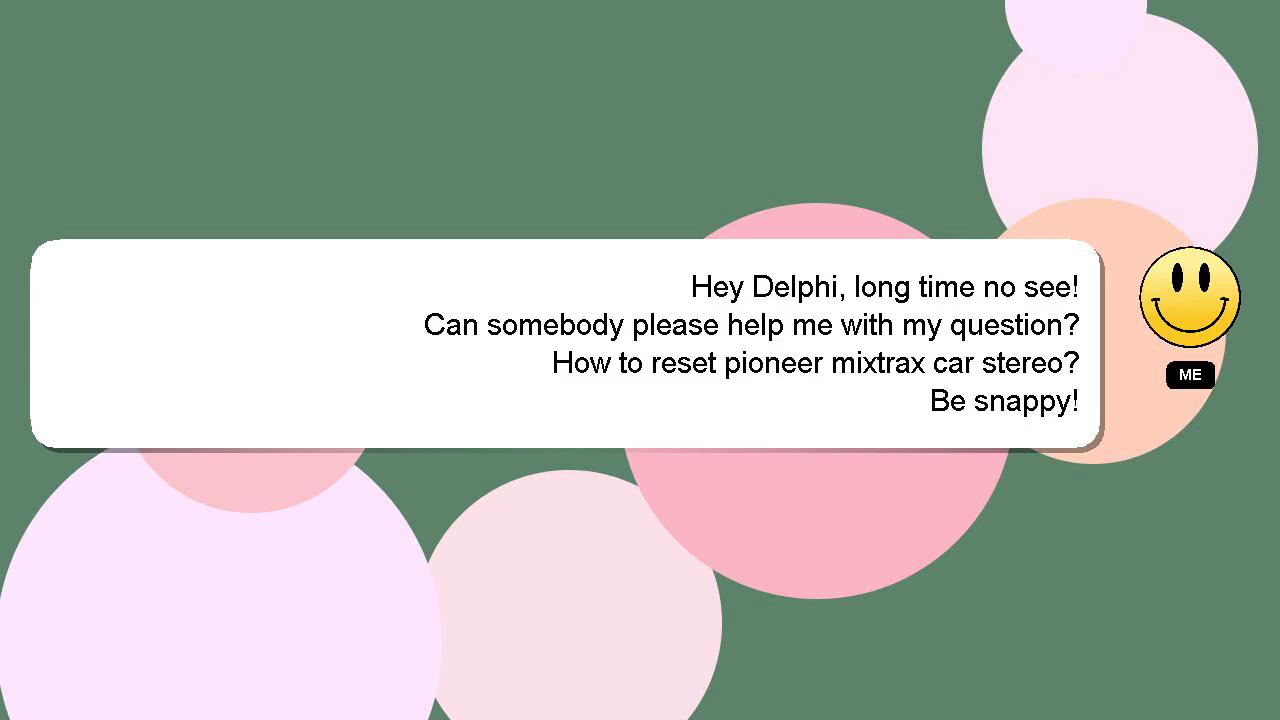 Hey Delphi, long time no see!
Can somebody please help me with my question?
How to reset pioneer mixtrax car stereo?
Be snappy!
ME